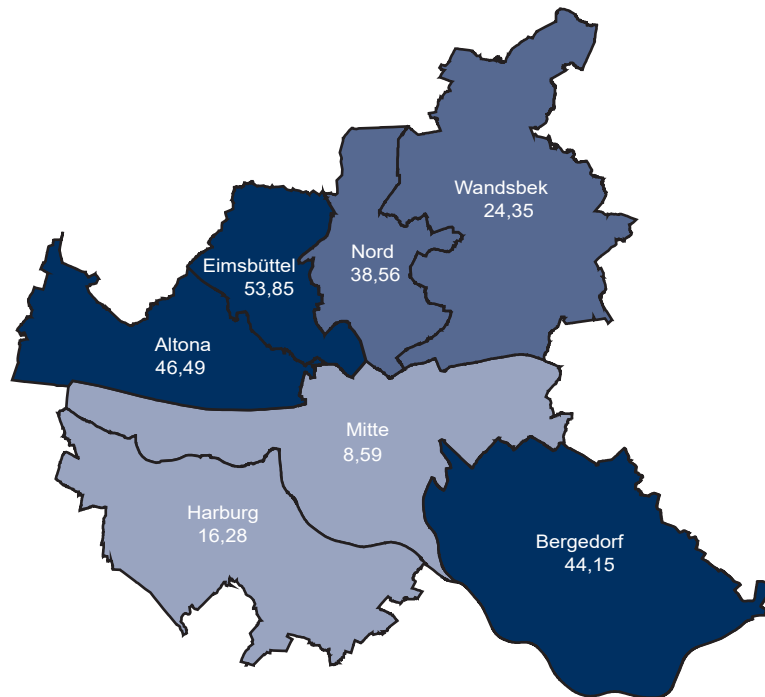 Wandsbek
24,35
Nord
38,56
Eimsbüttel
53,85
Altona
46,49
Mitte
8,59
Harburg
16,28
Bergedorf
44,15